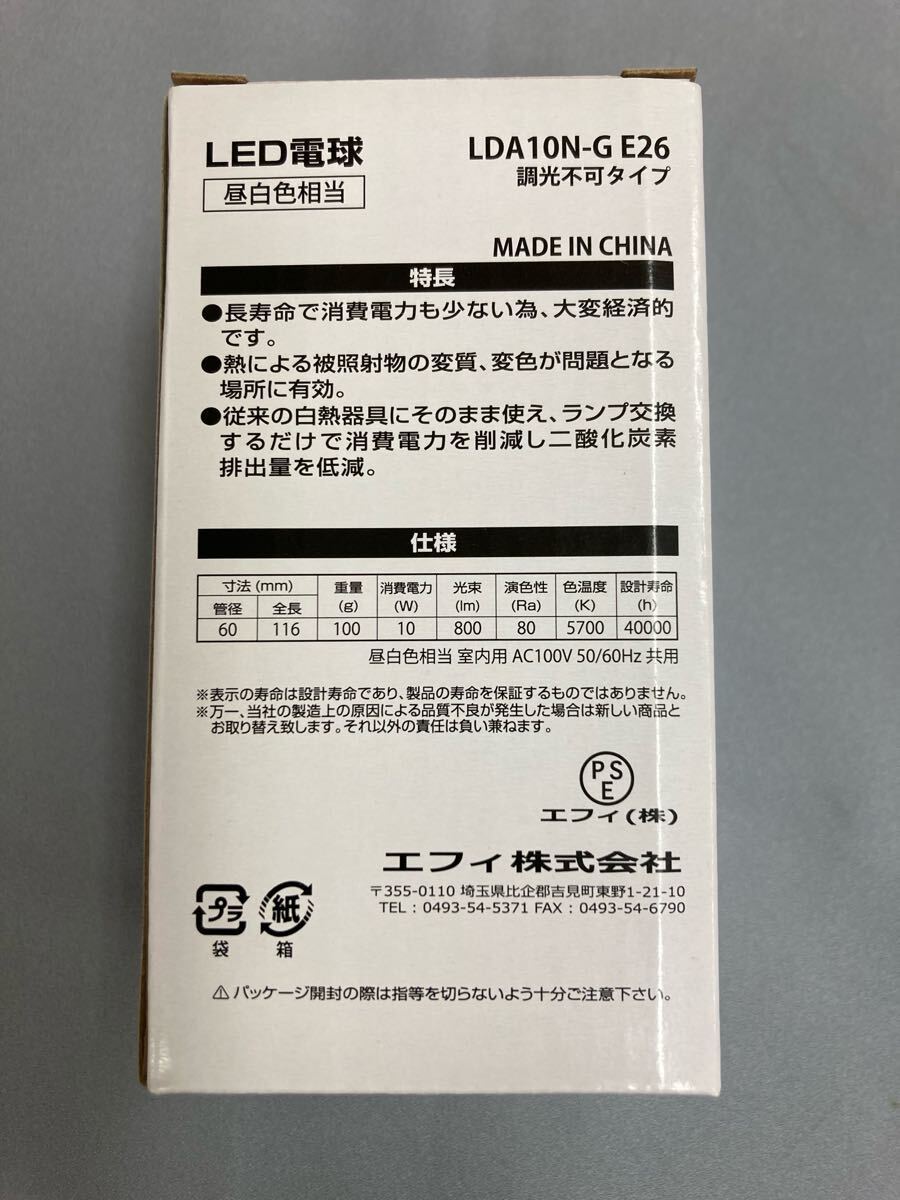 LED電球
昼白色相当
LDA10N-G E26
調光不可タイプ
MADE IN CHINA
特長
●長寿命で消費電力も少ない為、大変経済的
です。
●熱による被照射物の変質、変色が問題となる
場所に有効。
●従来の白熱器具にそのまま使え、ランプ交換
するだけで消費電力を削減し二酸化炭素
排出量を低減。
仕様
寸法(mm) 重量 消費電力 光束 演色性 色温度 設計寿命
管径 全長 (g) (W) (lm) (Ra) (K) (h)
60 116 100 10 800 80 5700 40000
昼白色相当 室内用 AC100V 50/60Hz 共用
※表示の寿命は設計寿命であり、製品の寿命を保証するものではありません。
※万一、当社の製造上の原因による品質不良が発生した場合は新しい商品と
お取り替え致します。それ以外の責任は負い兼ねます。
PS
E
エフィ(株)
エフィ株式会社
〒355-0110 埼玉県比企郡吉見町東野1-21-10
TEL : 0493-54-5371 FAX : 0493-54-6790
プラ 紙
袋 箱
⚠パッケージ開封の際は指等を切らないよう十分ご注意下さい。